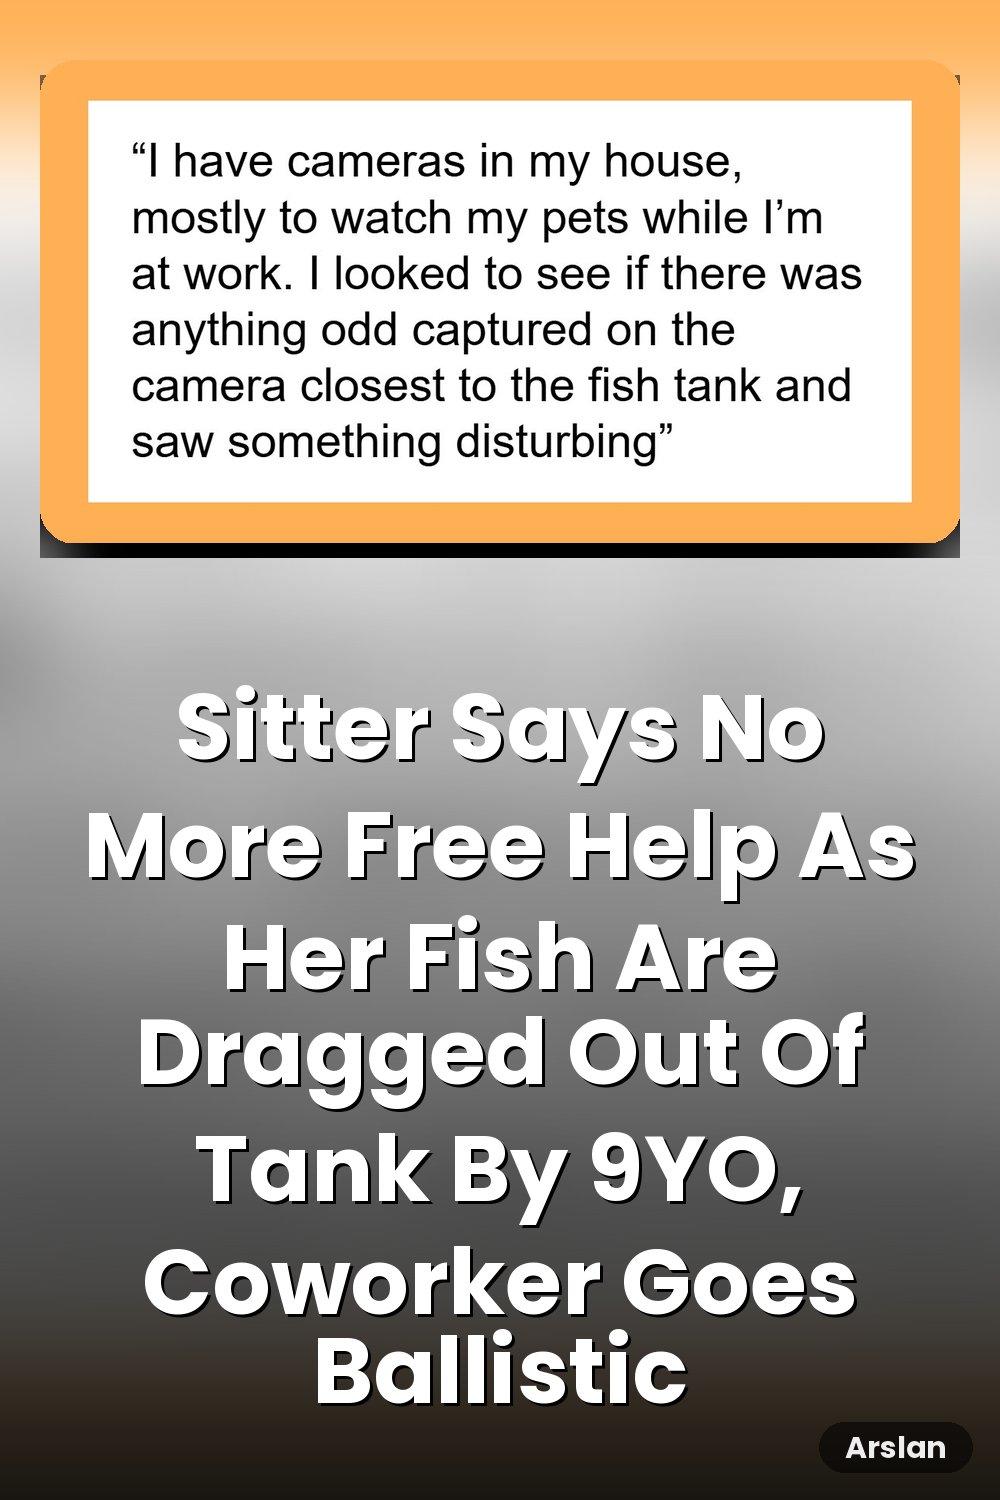 “I have cameras in my house,
mostly to watch my pets while I’m
at work. I looked to see if there was
anything odd captured on the
camera closest to the fish tank and
saw something disturbing”
Sitter Says No
More Free Help As
Her Fish Are
Dragged Out Of
Tank By 9YO,
Coworker Goes
Ballistic
Arslan